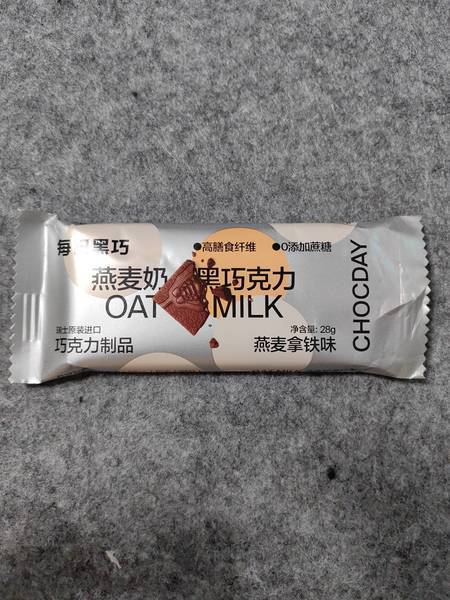 每日黑巧
●高膳食纤维 ●0添加蔗糖
燕麦奶 黑巧克力
OAT MILK
瑞士原装进口
巧克力制品
净含量: 28g
燕麦拿铁味
CHOCDAY